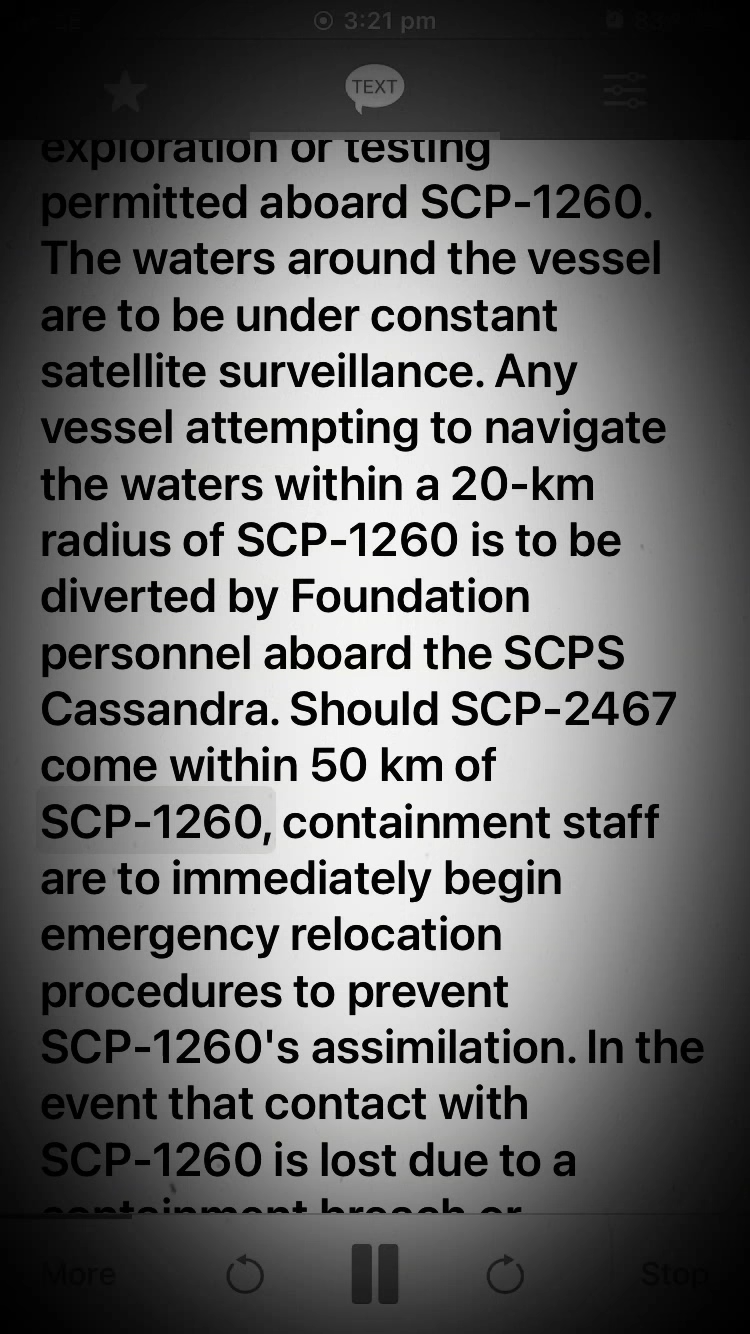 3:21 pm
TEXT
exploration or testing
permitted aboard SCP-1260.
The waters around the vessel
are to be under constant
satellite surveillance. Any
vessel attempting to navigate
the waters within a 20-km
radius of SCP-1260 is to be
diverted by Foundation
personnel aboard the SCPS
Cassandra. Should SCP-2467
come within 50 km of
SCP-1260, containment staff
are to immediately begin
emergency relocation
procedures to prevent
SCP-1260's assimilation. In the
event that contact with
SCP-1260 is lost due to a
containment breach or
More
Stop